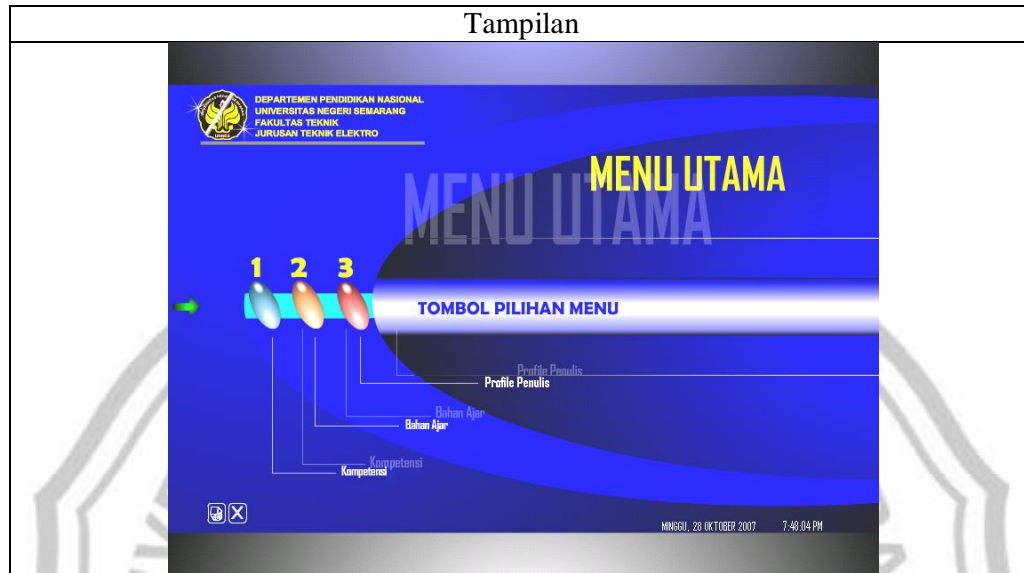 Tampilan
DEPARTEMEN PENDIDIKAN NASIONAL
UNIVERSITAS NEGERI SEMARANG
FAKULTAS TEKNIK
JURUSAN TEKNIK ELEKTRO
MENU UTAMA
MENU UTAMA
1 2 3
TOMBOL PILIHAN MENU
Profile Penulis
Profile Penulis
Bahan Ajar
Bahan Ajar
Kompetensi
Kompetensi
MINGGU, 28 OKTOBER 2007 7:48:04 PM